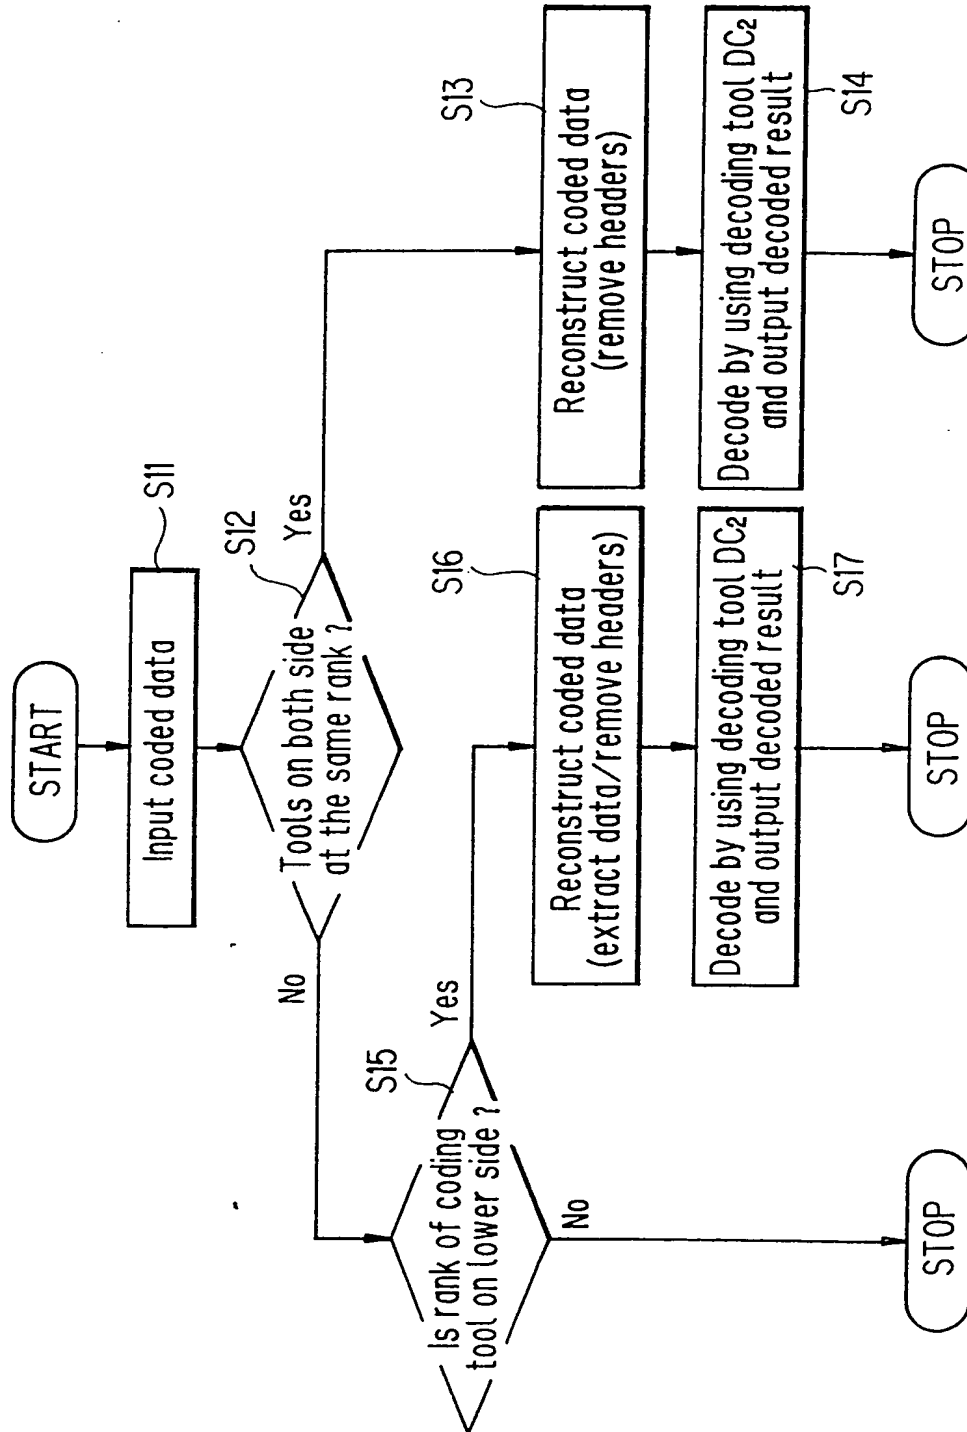 START
Input coded data
S11
Tools on both side
at the same rank ?
S12
Yes
No
Is rank of coding
tool on lower side ?
S15
Yes
No
Reconstruct coded data
(extract data/remove headers)
S16
Reconstruct coded data
(remove headers)
S13
Decode by using decoding tool DC₂
and output decoded result
S17
Decode by using decoding tool DC₂
and output decoded result
S14
STOP
STOP
STOP